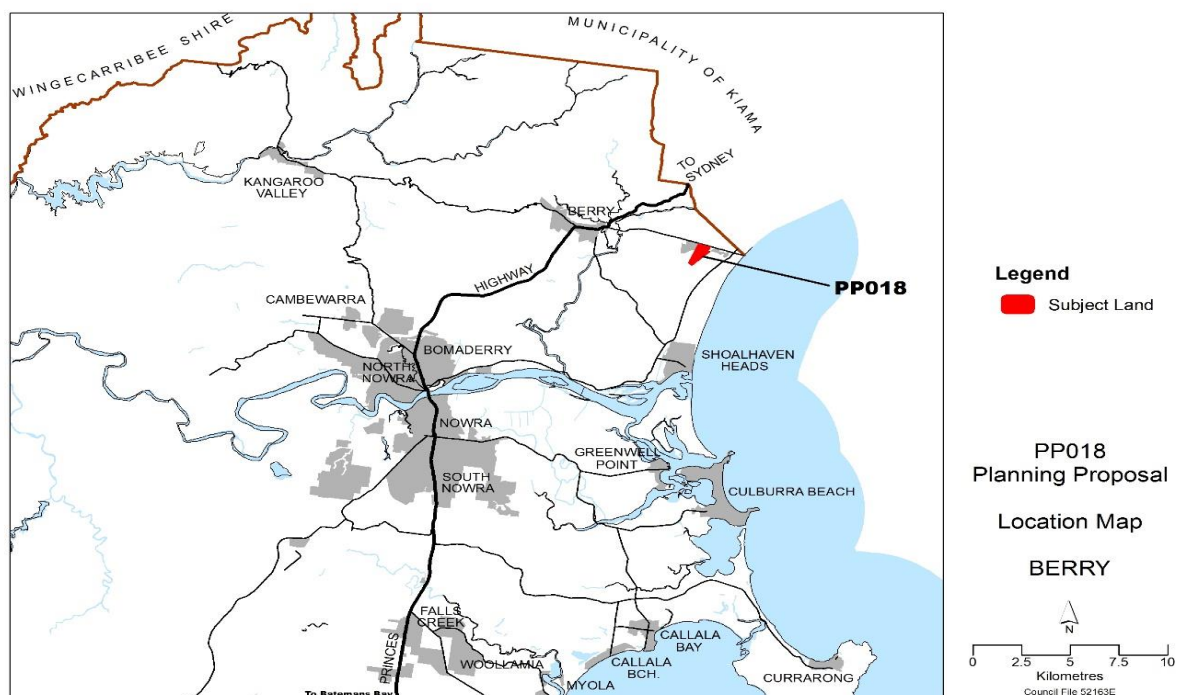 WINGECARRIBEE SHIRE
MUNICIPALITY OF KIAMA
TO
SYDNEY
KANGAROO
VALLEY
BERRY
HIGHWAY
PP018
CAMBEWARRA
BOMADERRY
NORTH
NOWRA
SHOALHAVEN
HEADS
NOWRA
GREENWELL
POINT
SOUTH
NOWRA
CULBURRA BEACH
FALLS
CREEK
PRINCES
WOOLLAMIA
CALLALA
BAY
CALLALA
BCH.
MYOLA
CURRARONG
To Batemans Bay
Legend
Subject Land
PP018
Planning Proposal
Location Map
BERRY
N
0 2.5 5 7.5 10
Kilometres
Council File 52163E